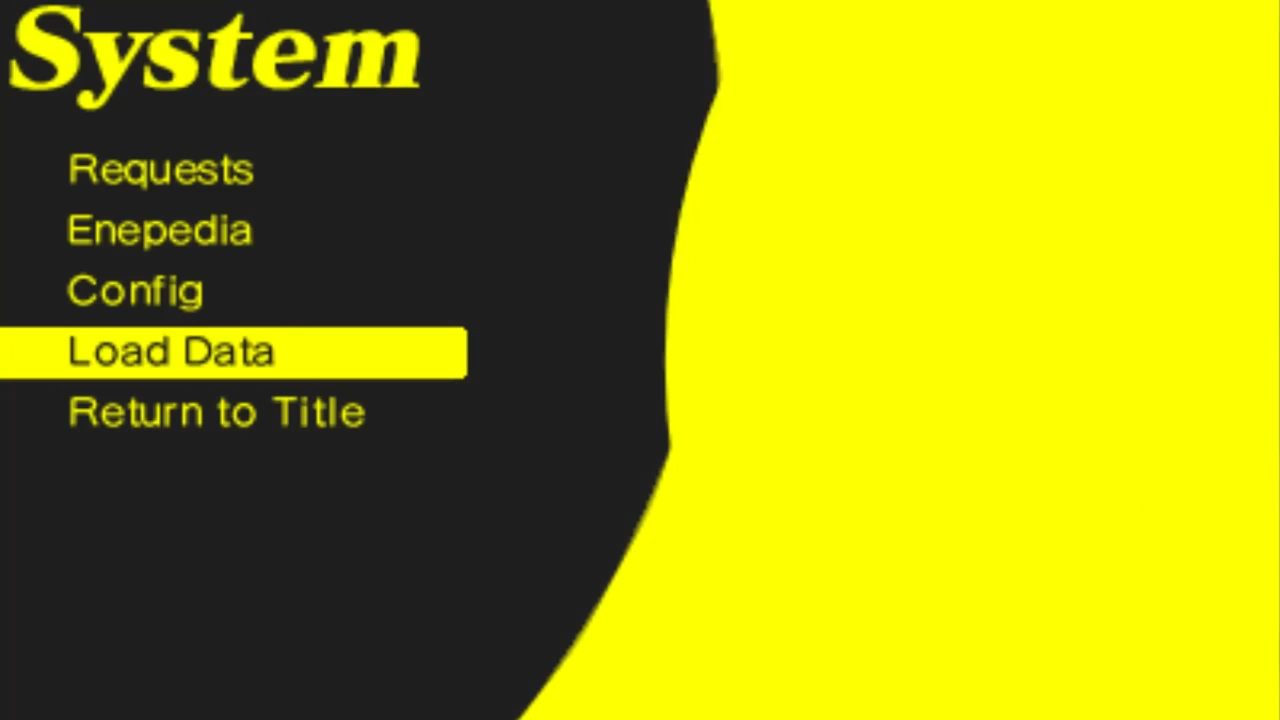 System
Requests
Enepedia
Config
Load Data
Return to Title